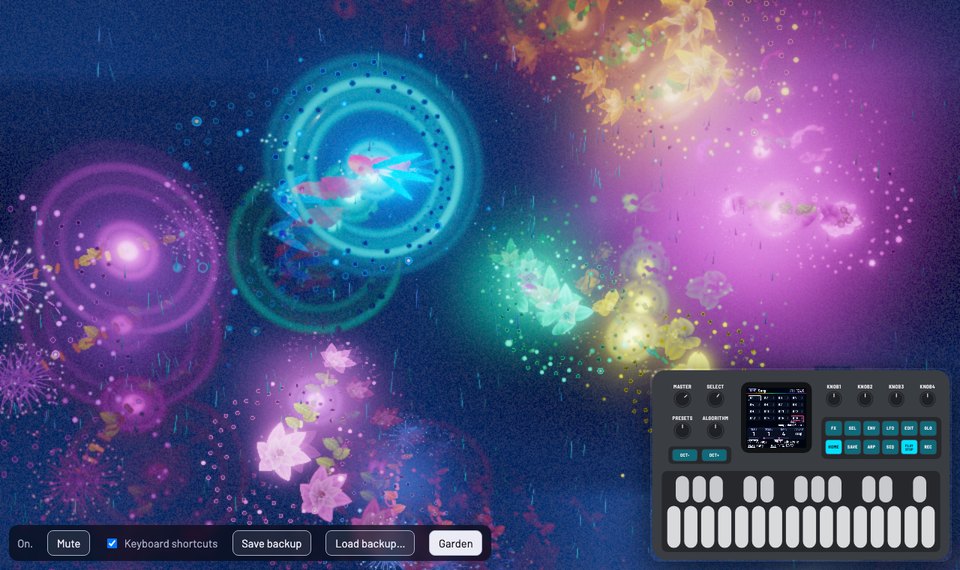 MASTER SELECT KNOB1 KNOB2 KNOB3 KNOB4
PRESETS ALGORITHM
FX SEL ENV LFO EDIT GLO
HOME SAVE ARP SEQ REC
OCT- OCT+
On. Mute Keyboard shortcuts Save backup Load backup... Garden